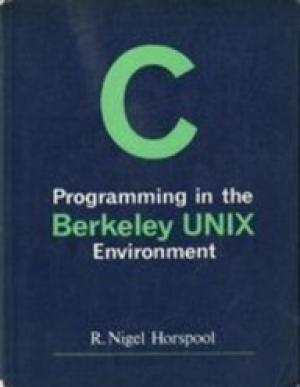 C
Programming in the
Berkeley UNIX
Environment
R. Nigel Horspool